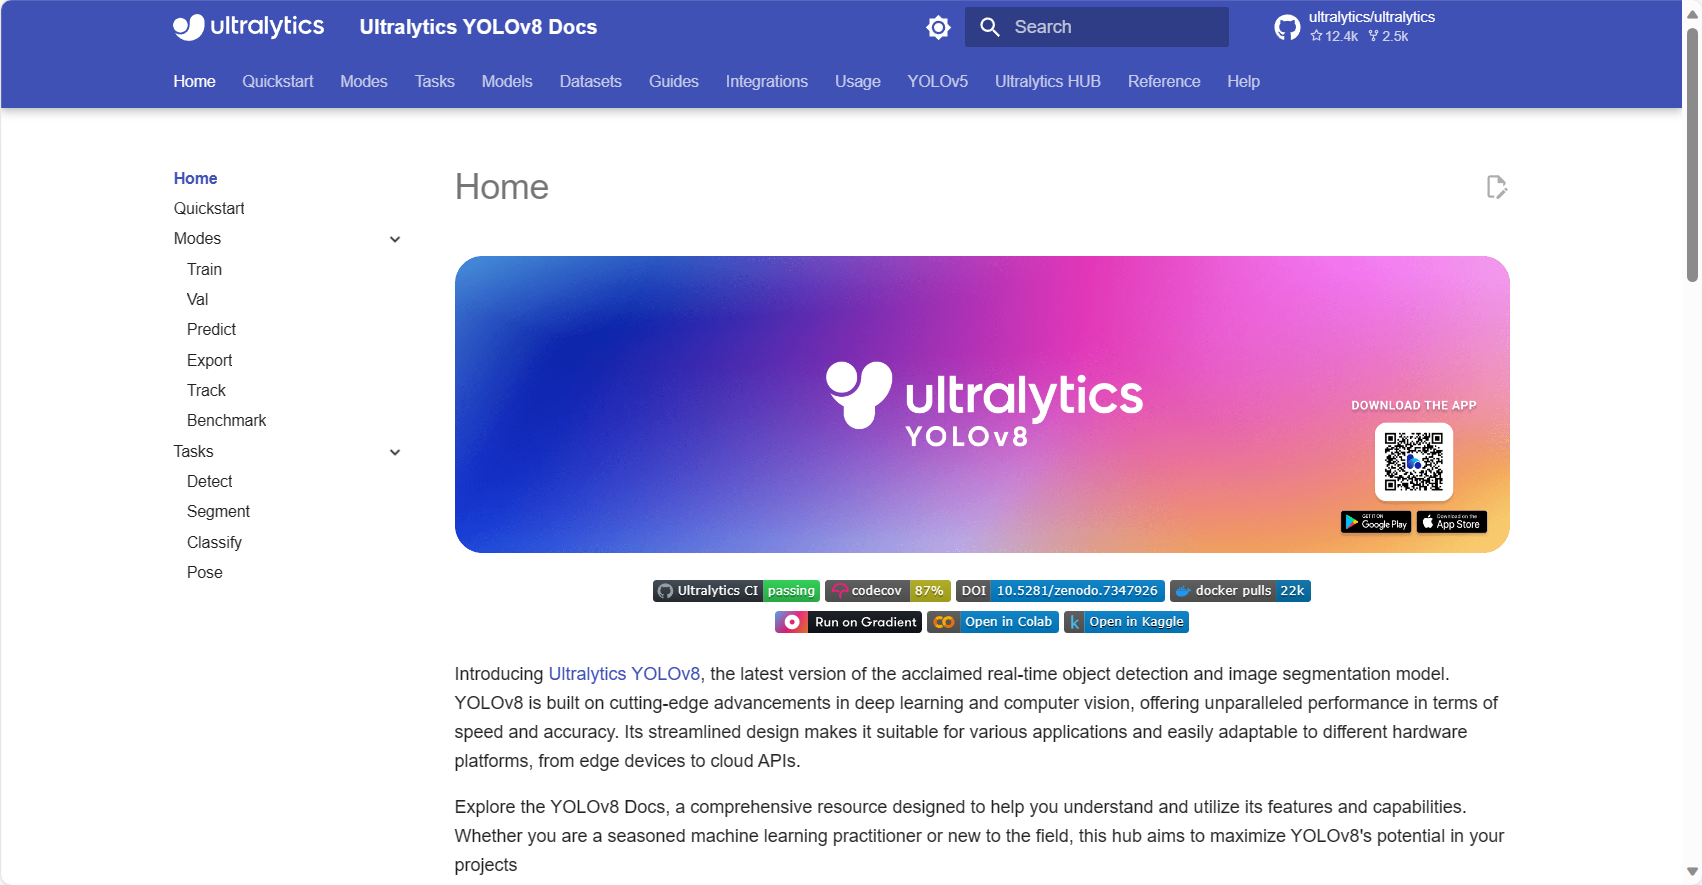 ultralytics Ultralytics YOLOv8 Docs Search ultralytics/ultralytics
12.4k 2.5k
Home Quickstart Modes Tasks Models Datasets Guides Integrations Usage YOLOv5 Ultralytics HUB Reference Help
Home
Quickstart
Modes
Train
Val
Predict
Export
Track
Benchmark
Tasks
Detect
Segment
Classify
Pose
Home
ultralytics
YOLOv8
DOWNLOAD THE APP
GET IT ON
Google Play
Download on the
App Store
Ultralytics CI passing codecov 87% DOI 10.5281/zenodo.7347926 docker pulls 22k
Run on Gradient Open in Colab k Open in Kaggle
Introducing Ultralytics YOLOv8, the latest version of the acclaimed real-time object detection and image segmentation model.
YOLOv8 is built on cutting-edge advancements in deep learning and computer vision, offering unparalleled performance in terms of
speed and accuracy. Its streamlined design makes it suitable for various applications and easily adaptable to different hardware
platforms, from edge devices to cloud APIs.
Explore the YOLOv8 Docs, a comprehensive resource designed to help you understand and utilize its features and capabilities.
Whether you are a seasoned machine learning practitioner or new to the field, this hub aims to maximize YOLOv8's potential in your
projects